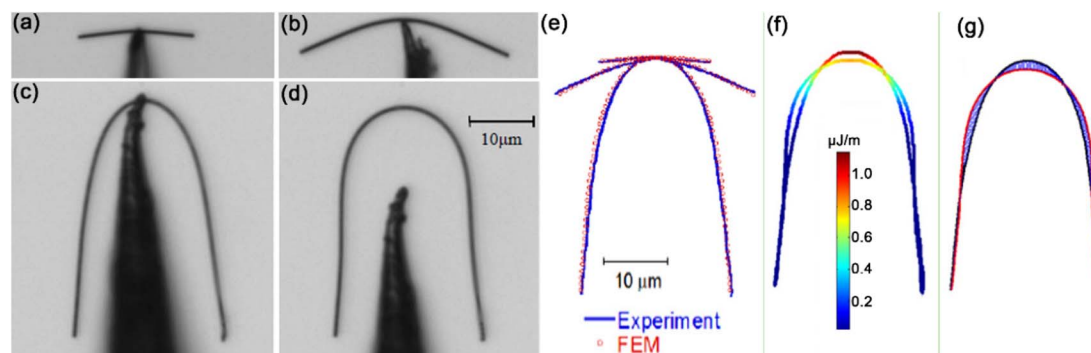 (a)
(b)
(c)
(d)
10μm
(e)
10 μm
Experiment
FEM
(f)
μJ/m
1.0
0.8
0.6
0.4
0.2
(g)